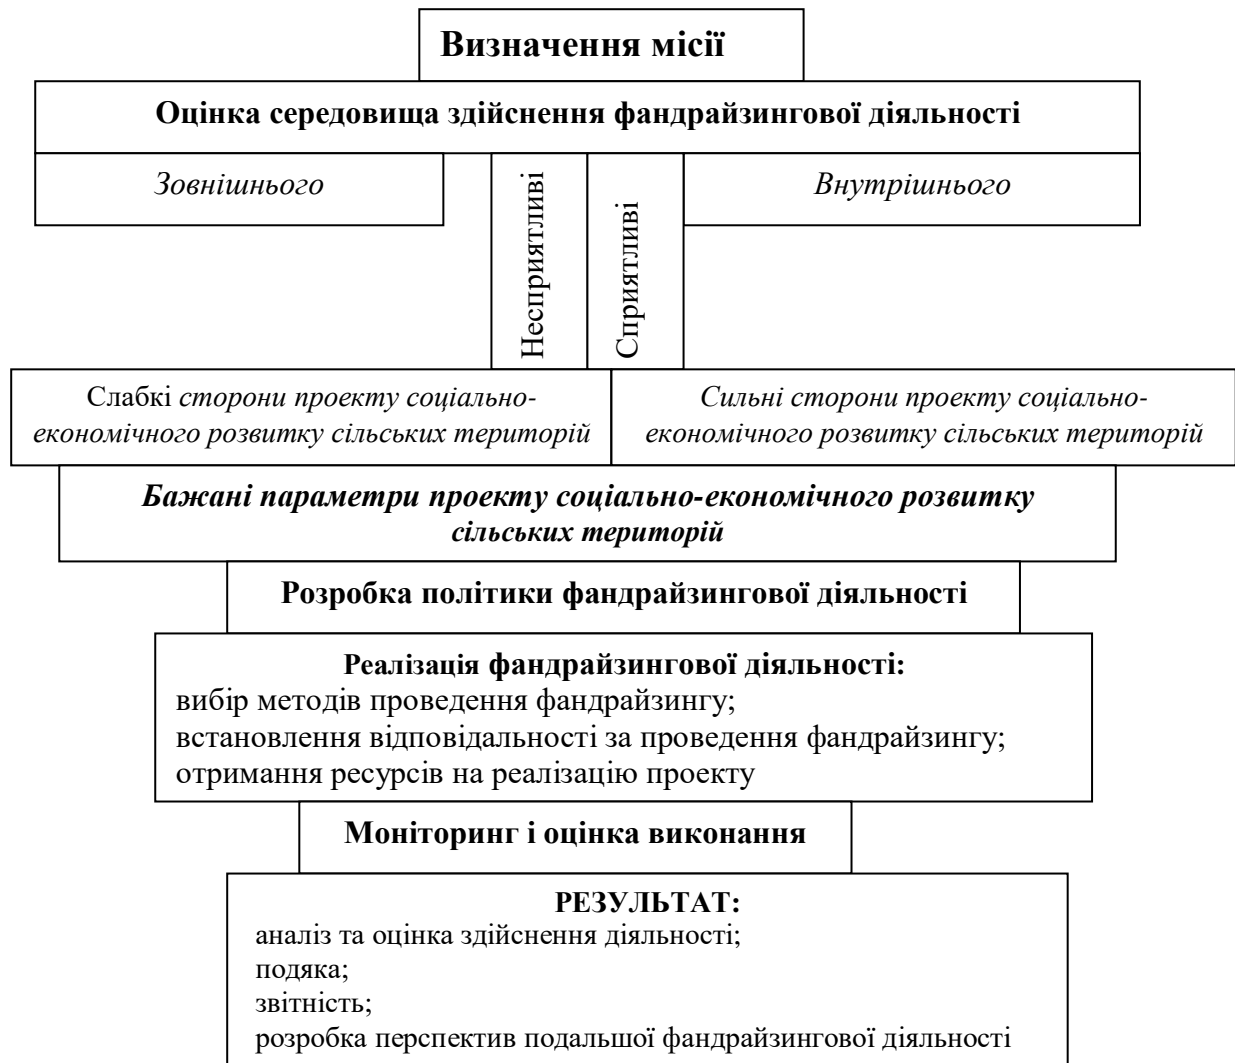 Визначення місії
Оцінка середовища здійснення фандрайзингової діяльності
Зовнішнього
Несприятливі
Сприятливі
Внутрішнього
Слабкі сторони проекту соціально-
економічного розвитку сільських територій
Сильні сторони проекту соціально-
економічного розвитку сільських територій
Бажані параметри проекту соціально-економічного розвитку
сільських територій
Розробка політики фандрайзингової діяльності
Реалізація фандрайзингової діяльності:
вибір методів проведення фандрайзингу;
встановлення відповідальності за проведення фандрайзингу;
отримання ресурсів на реалізацію проекту
Моніторинг і оцінка виконання
РЕЗУЛЬТАТ:
аналіз та оцінка здійснення діяльності;
подяка;
звітність;
розробка перспектив подальшої фандрайзингової діяльності